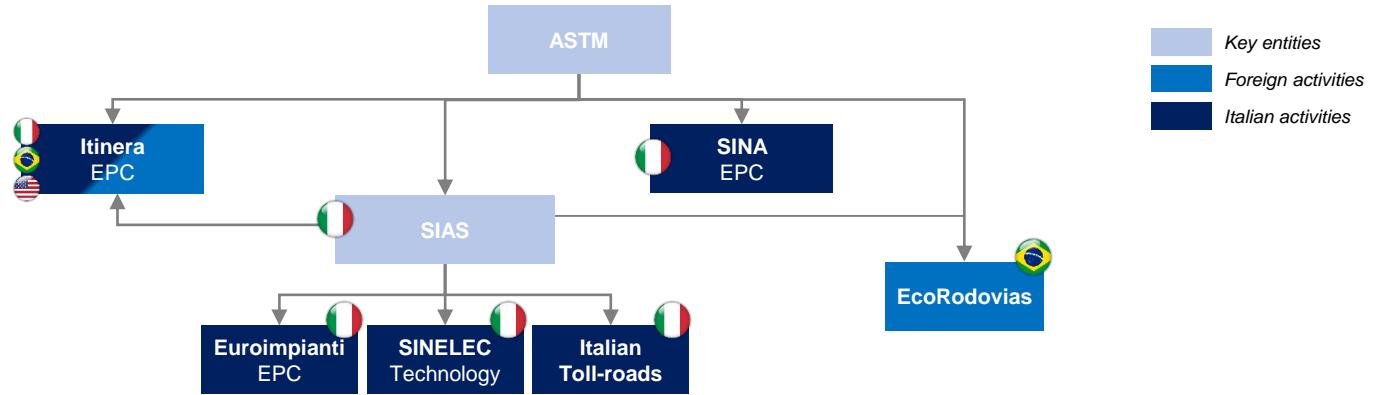 ASTM
Key entities
Foreign activities
Italian activities
Itinera
EPC
SINA
EPC
SIAS
EcoRodovias
Euroimpianti
EPC
SINELEC
Technology
Italian
Toll-roads